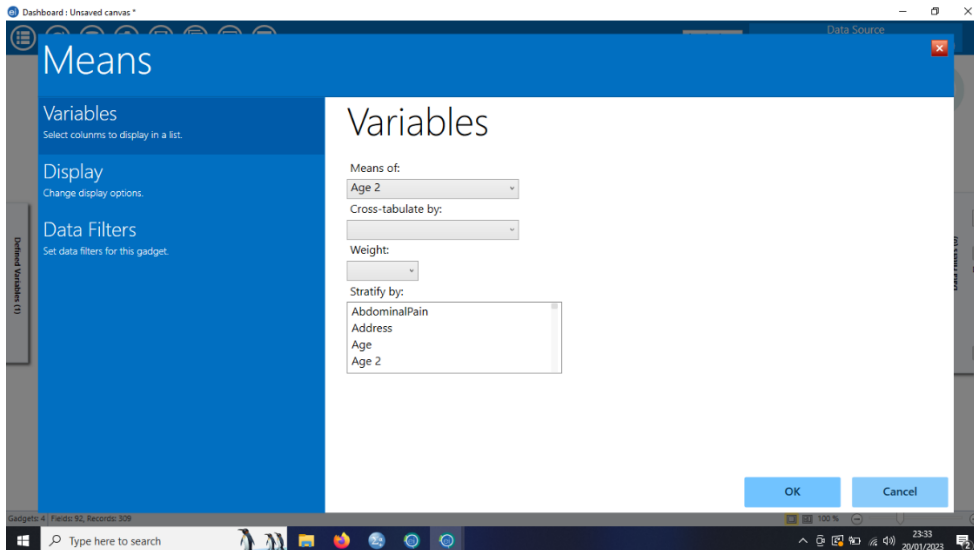 Dashboard : Unsaved canvas *
Data Source
Means
Variables
Select colunms to display in a list.
Display
Change display options.
Data Filters
Set data filters for this gadget.
Variables
Means of:
Age 2
Cross-tabulate by:
Weight:
Stratify by:
AbdominalPain
Address
Age
Age 2
OK
Cancel
Defined Variables (1)
Gadgets: 4 Fields: 92, Records: 309
100 %
Type here to search
23:33
20/01/2023